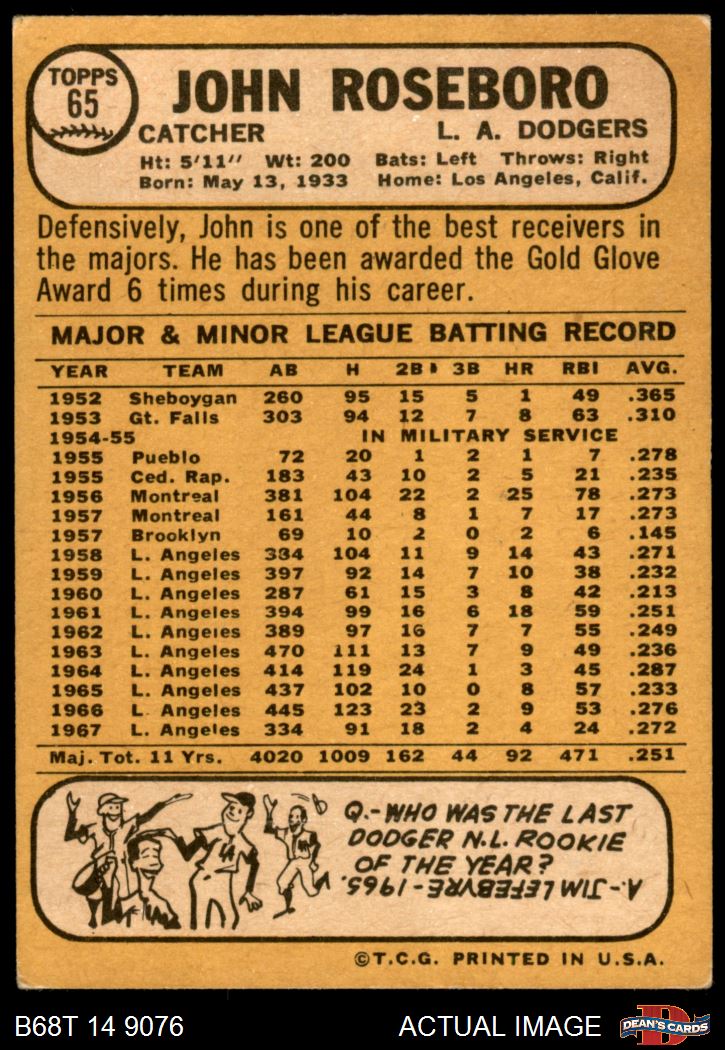 TOPPS
65
JOHN ROSEBORO
CATCHER L. A. DODGERS
Ht: 5'11" Wt: 200 Bats: Left Throws: Right
Born: May 13, 1933 Home: Los Angeles, Calif.
Defensively, John is one of the best receivers in
the majors. He has been awarded the Gold Glove
Award 6 times during his career.
MAJOR & MINOR LEAGUE BATTING RECORD
YEAR TEAM AB H 2B 3B HR RBI AVG.
1952 Sheboygan 260 95 15 5 1 49 .365
1953 Gt. Falls 303 94 12 7 8 63 .310
1954-55 IN MILITARY SERVICE
1955 Pueblo 72 20 1 2 1 7 .278
1955 Ced. Rap. 183 43 10 2 5 21 .235
1956 Montreal 381 104 22 2 25 78 .273
1957 Montreal 161 44 8 1 7 17 .273
1957 Brooklyn 69 10 2 0 2 6 .145
1958 L. Angeles 384 104 11 9 14 43 .271
1959 L. Angeles 397 92 14 7 10 38 .232
1960 L. Angeles 287 61 15 3 8 42 .213
1961 L. Angeles 394 99 16 6 18 59 .251
1962 L. Angeles 389 97 16 7 7 55 .249
1963 L. Angeles 470 111 13 7 9 49 .236
1964 L. Angeles 414 119 24 1 3 45 .287
1965 L. Angeles 437 102 10 0 8 57 .233
1966 L. Angeles 445 123 23 2 9 53 .276
1967 L. Angeles 334 91 18 2 4 24 .272
Maj. Tot. 11 Yrs. 4020 1009 162 44 92 471 .251
LA
Q.-WHO WAS THE LAST
DODGER N.L. ROOKIE
OF THE YEAR?
A.-JIM LEFEBVRE-1965.
©T.C.G. PRINTED IN U.S.A.
B68T 14 9076 ACTUAL IMAGE D DEAN'S CARDS